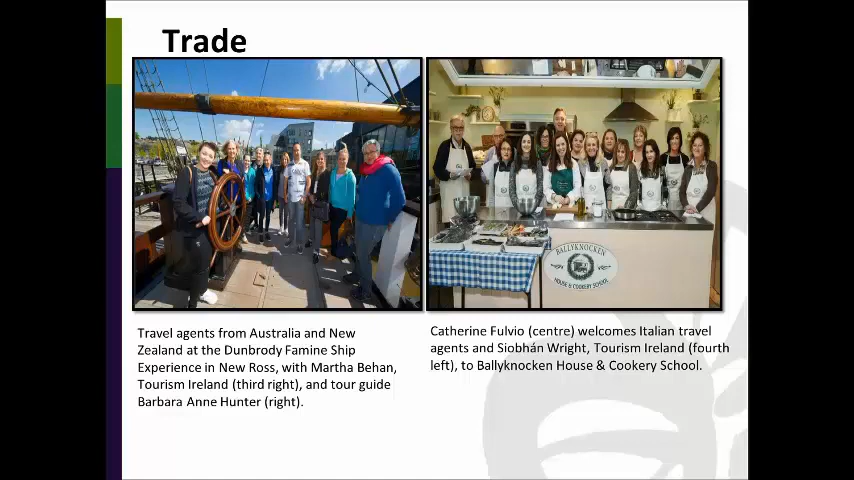 Trade
BALLYKNOCKEN
HOUSE & COOKERY SCHOOL
Travel agents from Australia and New
Zealand at the Dunbrody Famine Ship
Experience in New Ross, with Martha Behan,
Tourism Ireland (third right), and tour guide
Barbara Anne Hunter (right).
Catherine Fulvio (centre) welcomes Italian travel
agents and Siobhán Wright, Tourism Ireland (fourth
left), to Ballyknocken House & Cookery School.